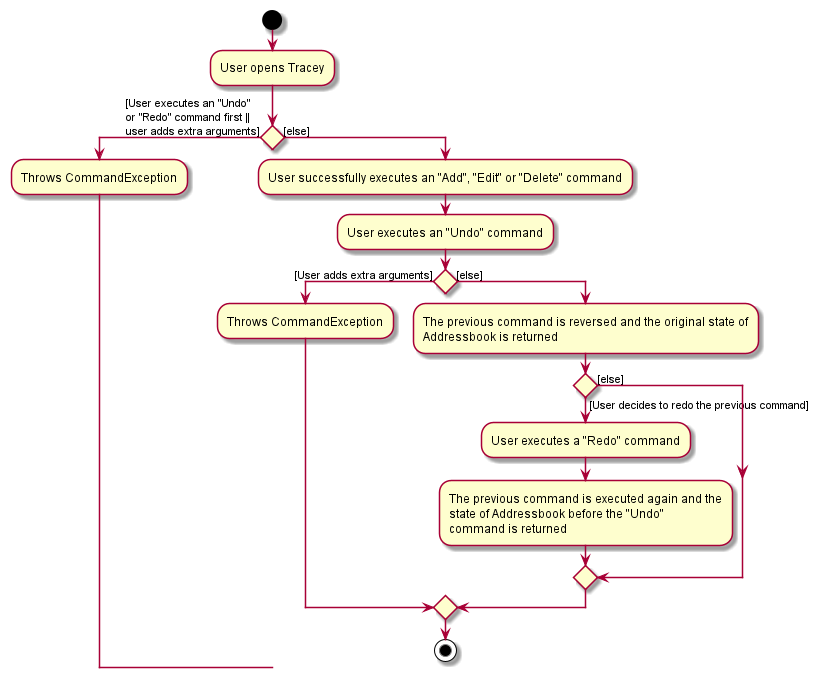 User opens Tracey
[User executes an "Undo"
or "Redo" command first ||
user adds extra arguments]
[else]
Throws CommandException
User successfully executes an "Add", "Edit" or "Delete" command
User executes an "Undo" command
[User adds extra arguments]
[else]
Throws CommandException
The previous command is reversed and the original state of
Addressbook is returned
[else]
[User decides to redo the previous command]
User executes a "Redo" command
The previous command is executed again and the
state of Addressbook before the "Undo"
command is returned